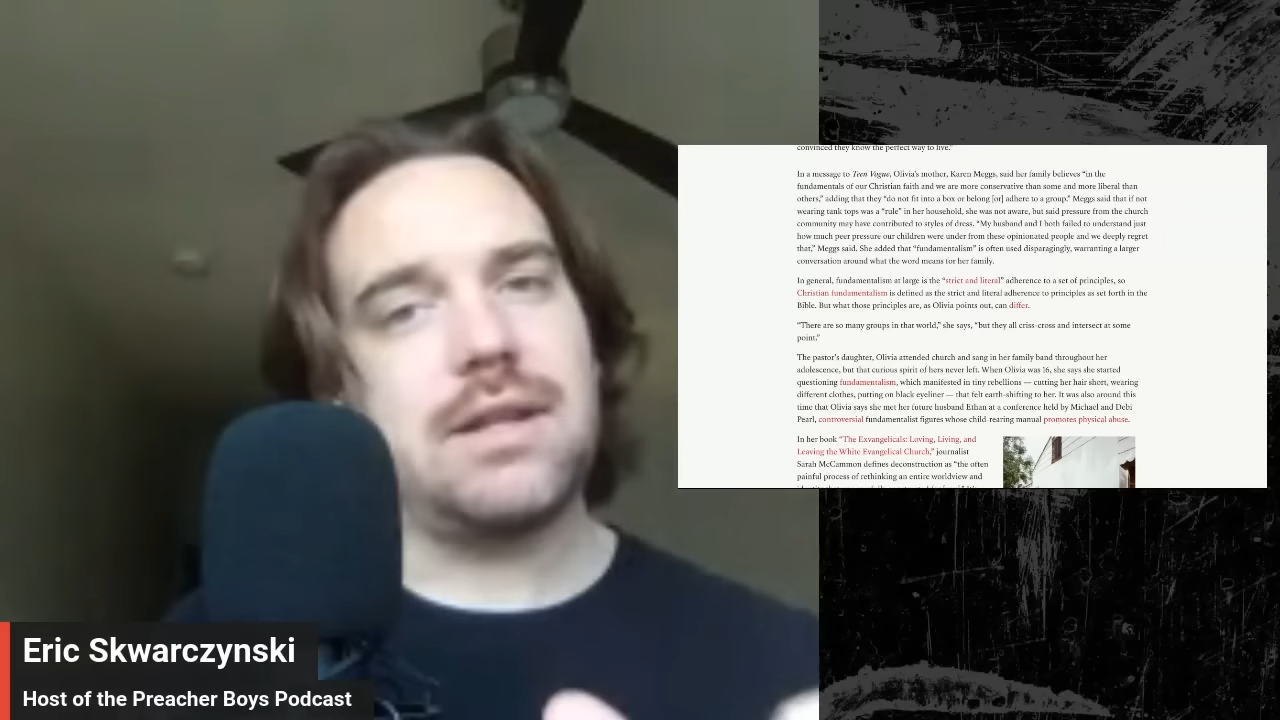 convinced they know the perfect way to live."
In a message to Teen Vogue, Olivia's mother, Karen Meggs, said her family believes "in the
fundamentals of our Christian faith and we are more conservative than some and more liberal than
others," adding that they "do not fit into a box or belong [or] adhere to a group." Meggs said that if not
wearing tank tops was a "rule" in her household, she was not aware, but said pressure from the church
community may have contributed to styles of dress. "My husband and I both failed to understand just
how much peer pressure our children were under from these opinionated people and we deeply regret
that," Meggs said. She added that "fundamentalism" is often used disparagingly, warranting a larger
conversation around what the word means for her family.
In general, fundamentalism at large is the "strict and literal" adherence to a set of principles, so
Christian fundamentalism is defined as the strict and literal adherence to principles as set forth in the
Bible. But what those principles are, as Olivia points out, can differ.
"There are so many groups in that world," she says, "but they all criss-cross and intersect at some
point."
The pastor's daughter, Olivia attended church and sang in her family band throughout her
adolescence, but that curious spirit of hers never left. When Olivia was 16, she says she started
questioning fundamentalism, which manifested in tiny rebellions — cutting her hair short, wearing
different clothes, putting on black eyeliner — that felt earth-shifting to her. It was also around this
time that Olivia says she met her future husband Ethan at a conference held by Michael and Debi
Pearl, controversial fundamentalist figures whose child-rearing manual promotes physical abuse.
In her book "The Exvangelicals: Loving, Living, and
Leaving the White Evangelical Church," journalist
Sarah McCammon defines deconstruction as "the often
painful process of rethinking an entire worldview and
Eric Skwarczynski
Host of the Preacher Boys Podcast